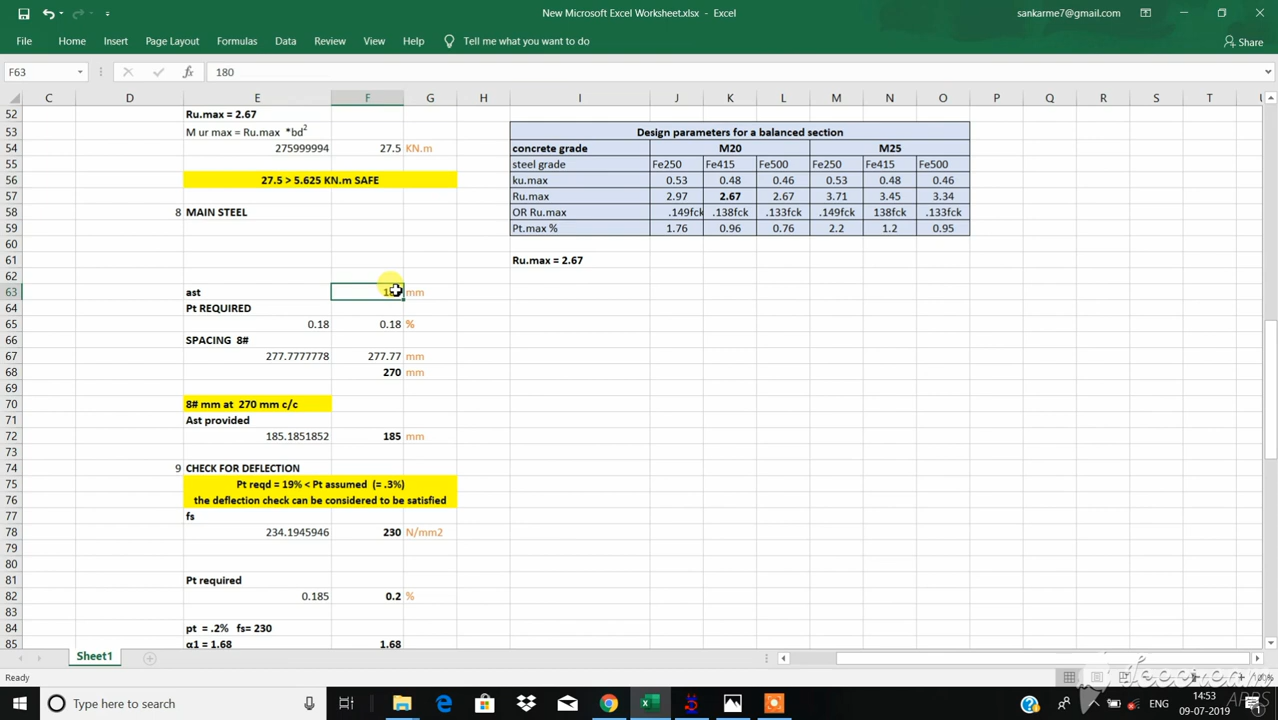 New Microsoft Excel Worksheet.xlsx - Excel
sankarme7@gmail.com
File Home Insert Page Layout Formulas Data Review View Help Tell me what you want to do Share
F63 fx 180
C D E F G H I J K L M N O P Q R S T
52 Ru.max = 2.67
53 M ur max = Ru.max *bd2 Design parameters for a balanced section
54 275999994 27.5 KN.m concrete grade M20 M25
55 steel grade Fe250 Fe415 Fe500 Fe250 Fe415 Fe500
56 27.5 > 5.625 KN.m SAFE ku.max 0.53 0.48 0.46 0.53 0.48 0.46
57 Ru.max 2.97 2.67 2.67 3.71 3.45 3.34
58 8 MAIN STEEL OR Ru.max .149fck .138fck .133fck .149fck 138fck .133fck
59 Pt.max % 1.76 0.96 0.76 2.2 1.2 0.95
60
61 Ru.max = 2.67
62
63 ast mm
64 Pt REQUIRED
65 0.18 0.18 %
66 SPACING 8#
67 277.7777778 277.77 mm
68 270 mm
69
70 8# mm at 270 mm c/c
71 Ast provided
72 185.1851852 185 mm
73
74 9 CHECK FOR DEFLECTION
75 Pt reqd = 19% < Pt assumed (= .3%)
76 the deflection check can be considered to be satisfied
77 fs
78 234.1945946 230 N/mm2
79
80
81 Pt required
82 0.185 0.2 %
83
84 pt = .2% fs= 230
85 α1 = 1.68 1.68
Sheet1
Ready
Type here to search
14:53
09-07-2019